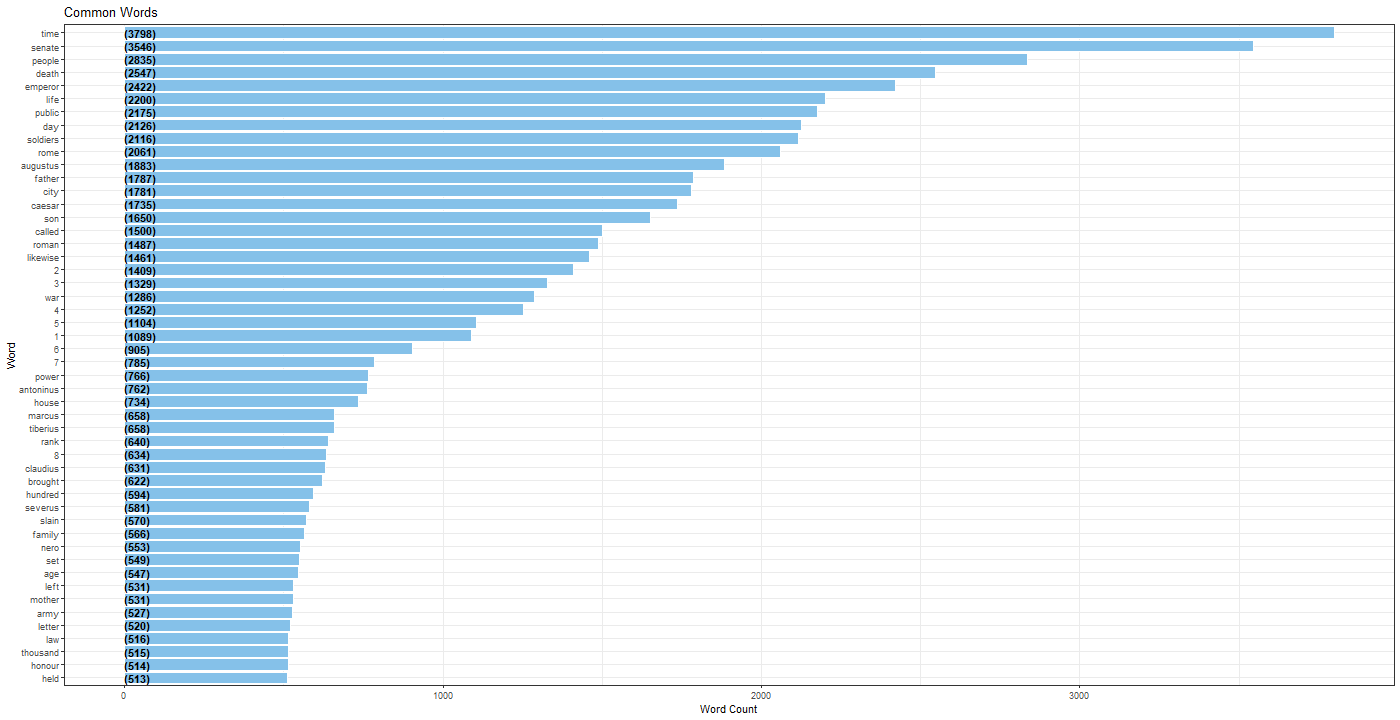 Common Words
time (3798)
senate (3546)
people (2835)
death (2547)
emperor (2422)
life (2200)
public (2175)
day (2126)
soldiers (2116)
rome (2061)
augustus (1883)
father (1787)
city (1781)
caesar (1735)
son (1650)
called (1500)
roman (1487)
likewise (1461)
2 (1409)
3 (1329)
war (1286)
4 (1252)
5 (1104)
1 (1089)
6 (905)
7 (785)
power (766)
antoninus (762)
house (734)
marcus (658)
tiberius (658)
rank (640)
8 (634)
claudius (631)
brought (622)
hundred (594)
severus (581)
slain (570)
family (566)
nero (553)
set (549)
age (547)
left (531)
mother (531)
army (527)
letter (520)
law (516)
thousand (515)
honour (514)
held (513)
Word
0 1000 2000 3000
Word Count